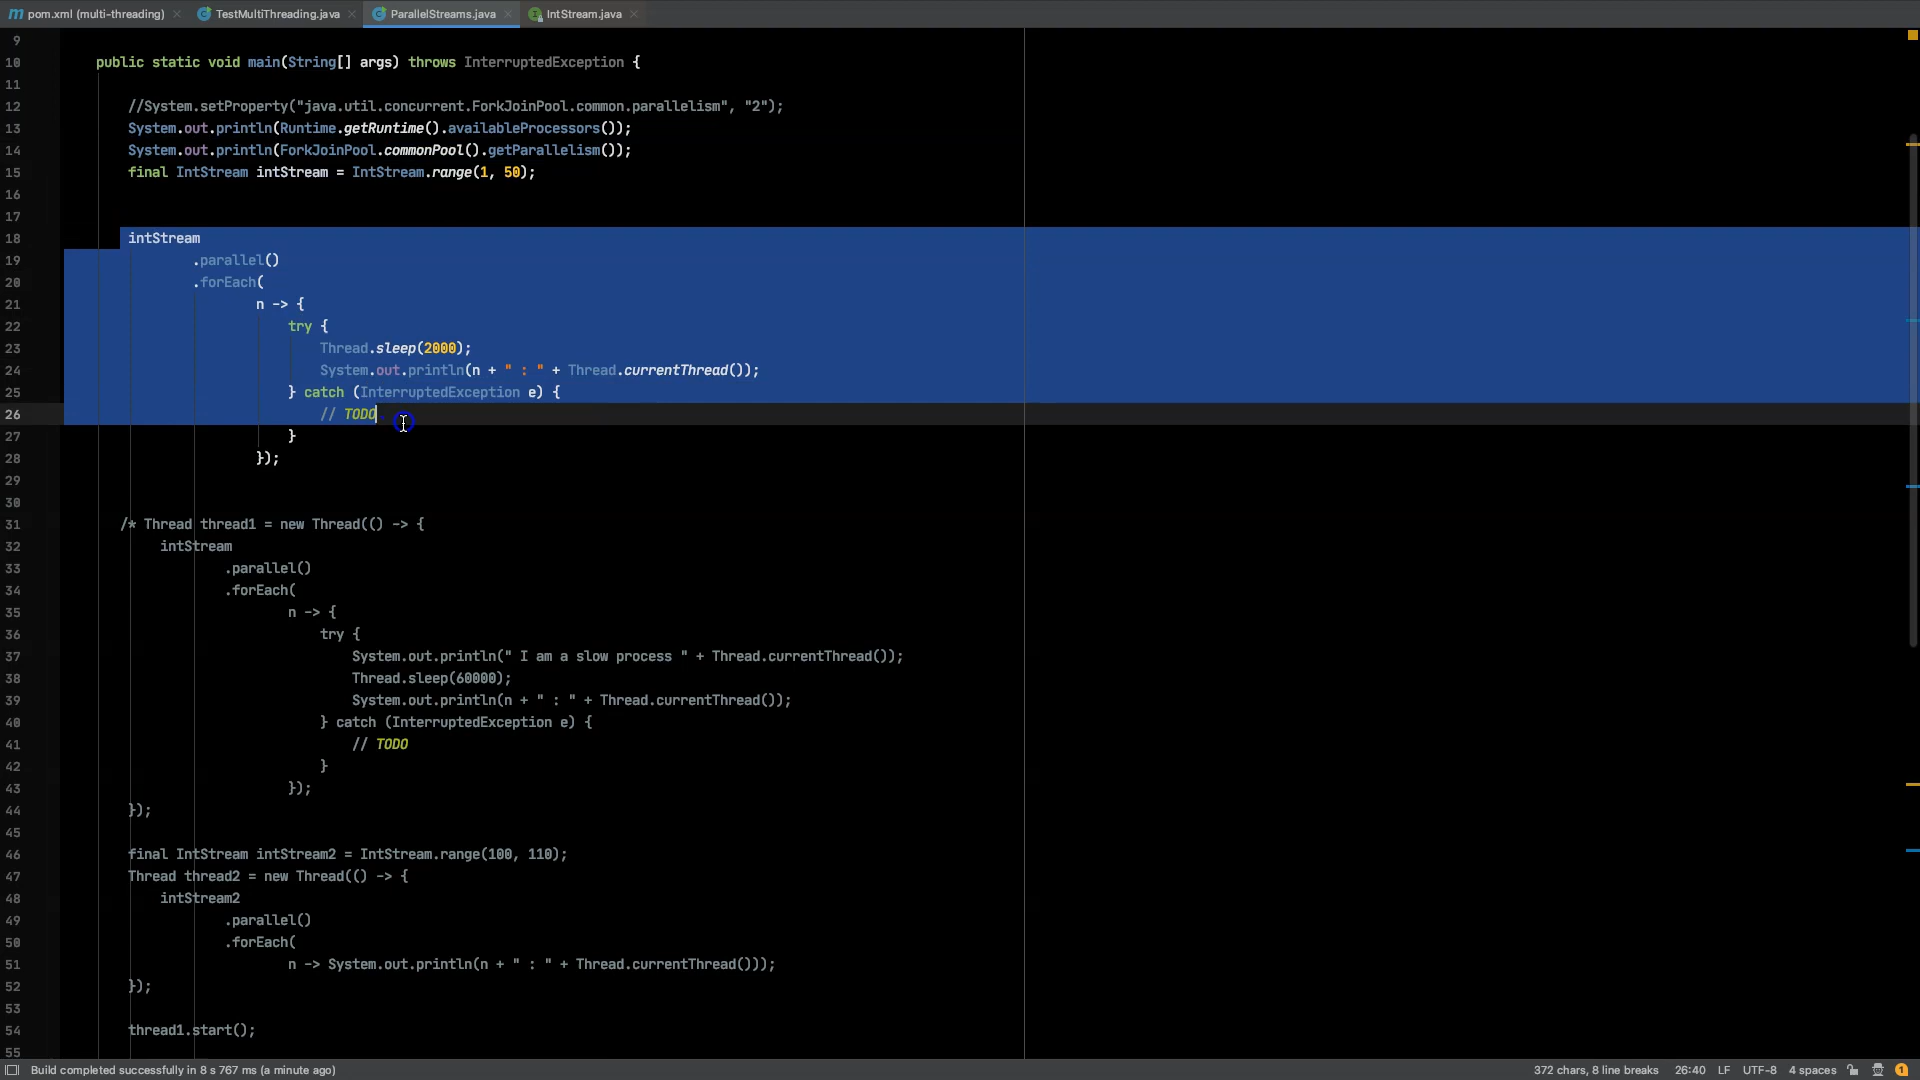 pom.xml (multi-threading) TestMultiThreading.java ParallelStreams.java IntStream.java
9
10 public static void main(String[] args) throws InterruptedException {
11
12 //System.setProperty("java.util.concurrent.ForkJoinPool.common.parallelism", "2");
13 System.out.println(Runtime.getRuntime().availableProcessors());
14 System.out.println(ForkJoinPool.commonPool().getParallelism());
15 final IntStream intStream = IntStream.range(1, 50);
16
17
18 intStream
19 .parallel()
20 .forEach(
21 n -> {
22 try {
23 Thread.sleep(2000);
24 System.out.println(n + " : " + Thread.currentThread());
25 } catch (InterruptedException e) {
26 // TODO
27 }
28 });
29
30
31 /* Thread thread1 = new Thread(() -> {
32 intStream
33 .parallel()
34 .forEach(
35 n -> {
36 try {
37 System.out.println(" I am a slow process " + Thread.currentThread());
38 Thread.sleep(60000);
39 System.out.println(n + " : " + Thread.currentThread());
40 } catch (InterruptedException e) {
41 // TODO
42 }
43 });
44 });
45
46 final IntStream intStream2 = IntStream.range(100, 110);
47 Thread thread2 = new Thread(() -> {
48 intStream2
49 .parallel()
50 .forEach(
51 n -> System.out.println(n + " : " + Thread.currentThread()));
52 });
53
54 thread1.start();
55
Build completed successfully in 8 s 767 ms (a minute ago) 372 chars, 8 line breaks 26:40 LF UTF-8 4 spaces 1